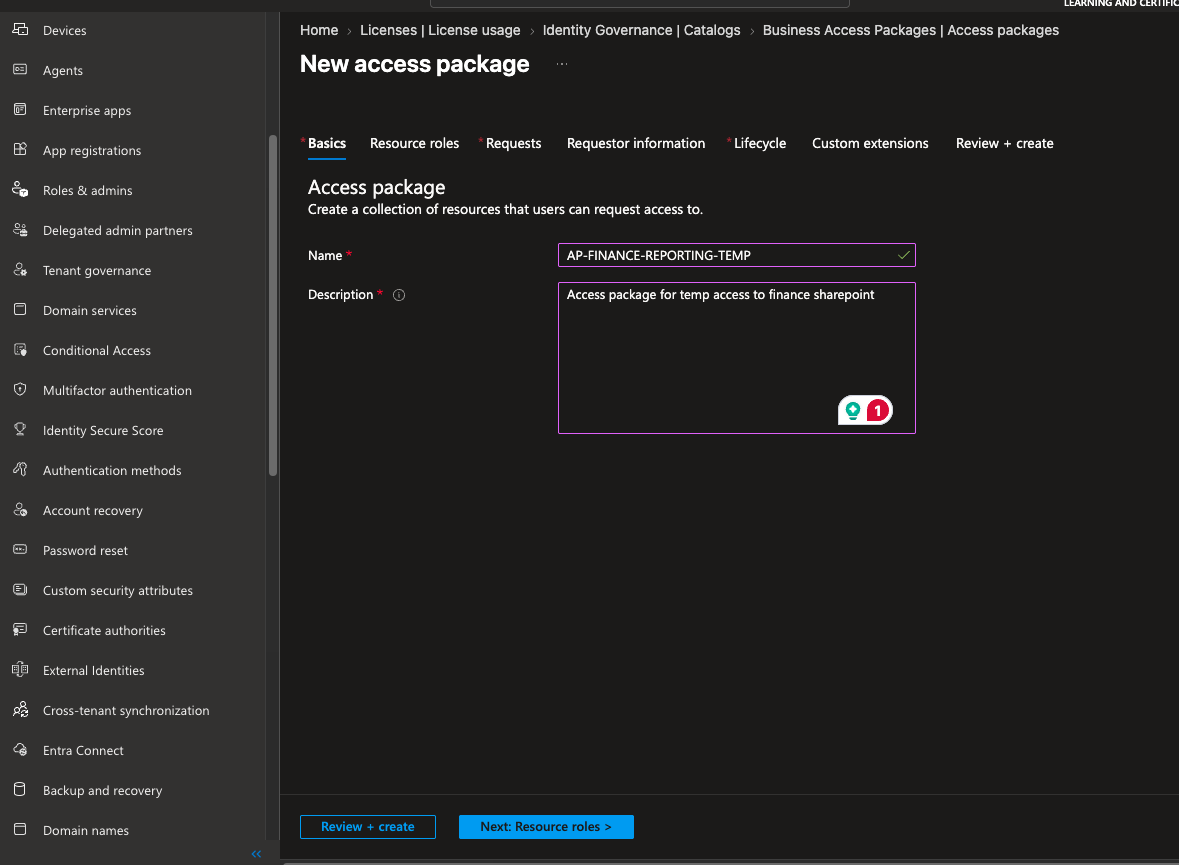 LEARNING AND CERTIFIC
Home > Licenses | License usage > Identity Governance | Catalogs > Business Access Packages | Access packages
New access package ...
Devices
Agents
Enterprise apps
App registrations
Roles & admins
Delegated admin partners
Tenant governance
Domain services
Conditional Access
Multifactor authentication
Identity Secure Score
Authentication methods
Account recovery
Password reset
Custom security attributes
Certificate authorities
External Identities
Cross-tenant synchronization
Entra Connect
Backup and recovery
Domain names
* Basics Resource roles * Requests Requestor information * Lifecycle Custom extensions Review + create
Access package
Create a collection of resources that users can request access to.
Name * AP-FINANCE-REPORTING-TEMP
Description * Access package for temp access to finance sharepoint
1
Review + create Next: Resource roles >